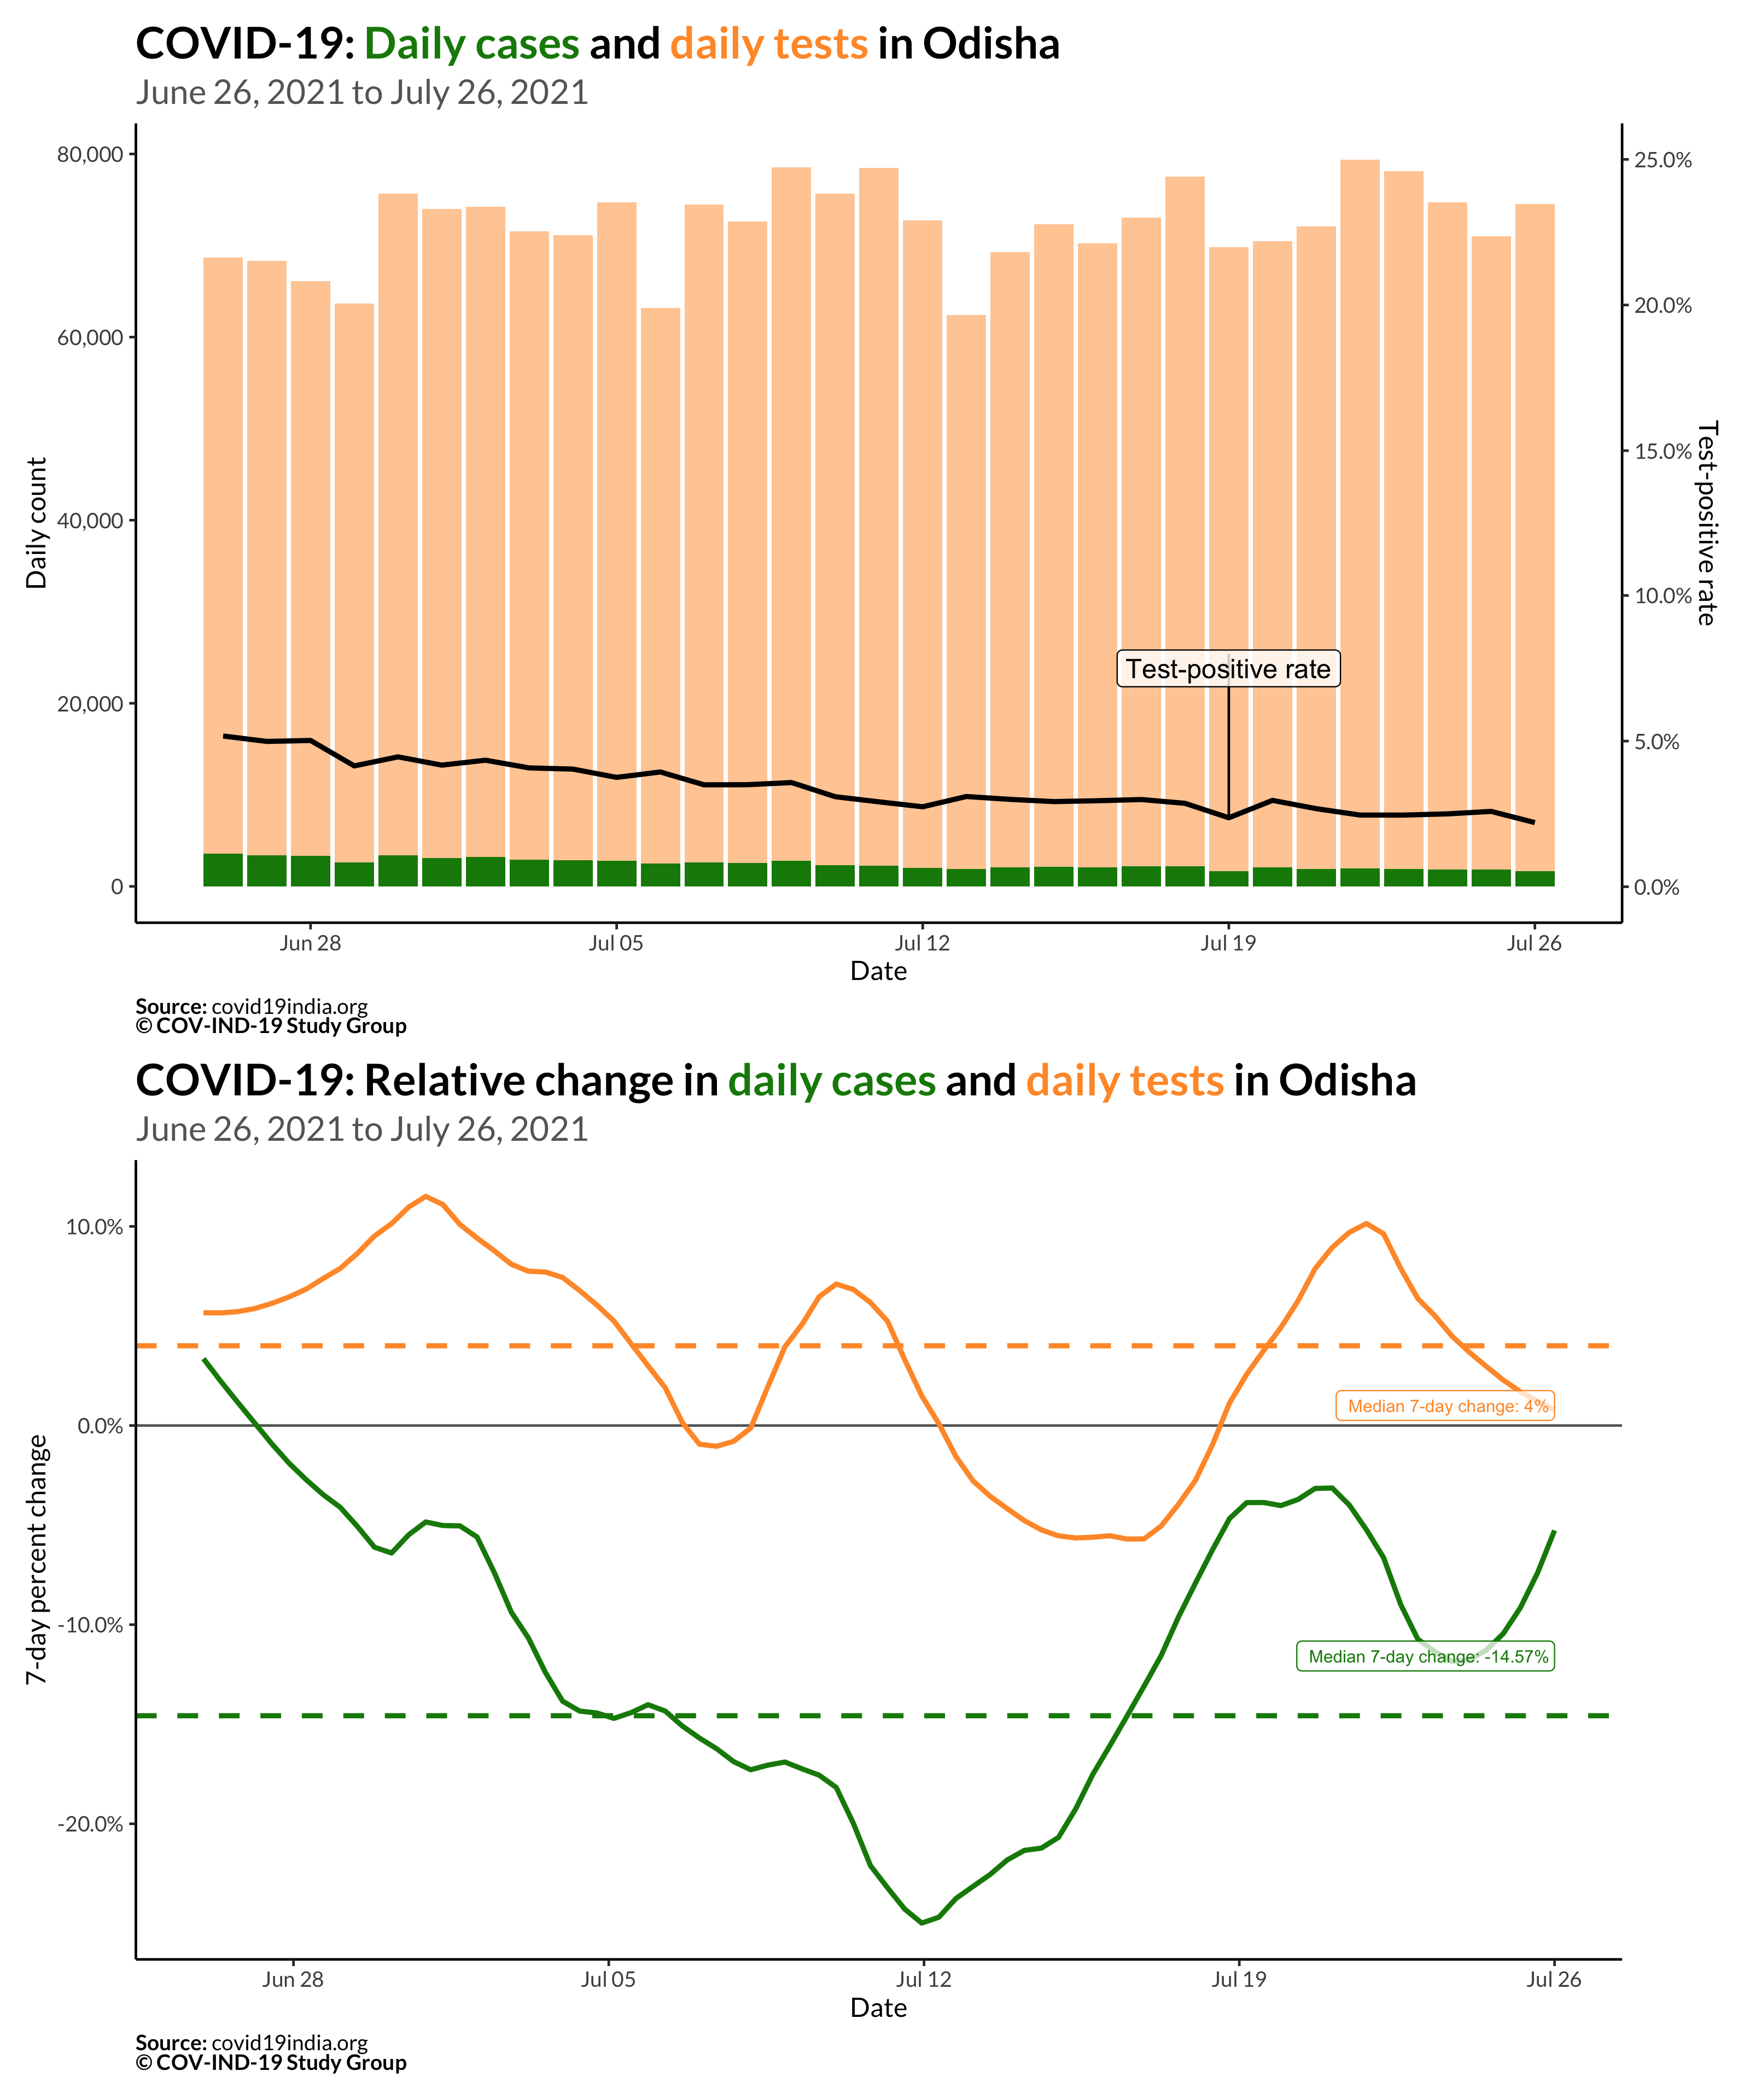 COVID-19: Daily cases and daily tests in Odisha
June 26, 2021 to July 26, 2021
80,000
60,000
40,000
20,000
0
Daily count
25.0%
20.0%
15.0%
10.0%
5.0%
0.0%
Test-positive rate
Test-positive rate
Jun 28
Jul 05
Jul 12
Jul 19
Jul 26
Date
Source: covid19india.org
© COV-IND-19 Study Group
COVID-19: Relative change in daily cases and daily tests in Odisha
June 26, 2021 to July 26, 2021
10.0%
0.0%
-10.0%
-20.0%
7-day percent change
Median 7-day change: 4%
Median 7-day change: -14.57%
Jun 28
Jul 05
Jul 12
Jul 19
Jul 26
Date
Source: covid19india.org
© COV-IND-19 Study Group